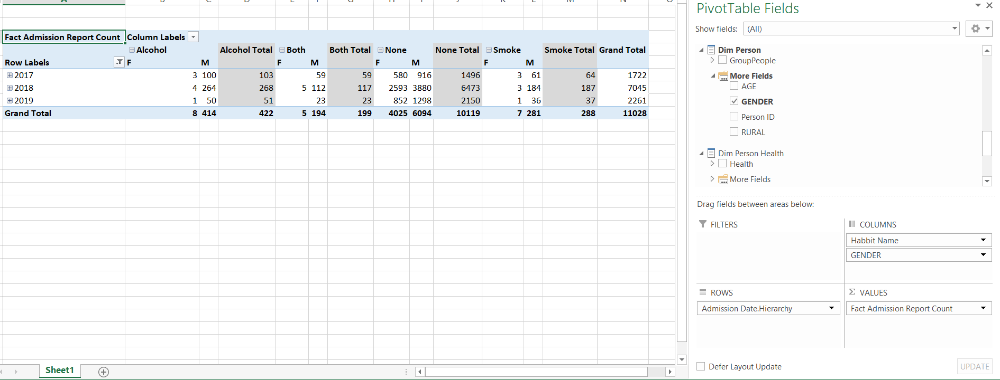 PivotTable Fields
Show fields: (All)
Fact Admission Report Count Column Labels
Alcohol Alcohol Total Both Both Total None None Total Smoke Smoke Total Grand Total
Row Labels F M F M F M F M
2017 3 100 103 59 59 580 916 1496 3 61 64 1722
2018 4 264 268 5 112 117 2593 3880 6473 3 184 187 7045
2019 1 50 51 23 23 852 1298 2150 1 36 37 2261
Grand Total 8 414 422 5 194 199 4025 6094 10119 7 281 288 11028
Sheet1
Dim Person
GroupPeople
More Fields
AGE
GENDER
Person ID
RURAL
Dim Person Health
Health
More Fields
Drag fields between areas below:
FILTERS
COLUMNS
Habbit Name
GENDER
ROWS
Admission Date.Hierarchy
VALUES
Fact Admission Report Count
Defer Layout Update
UPDATE